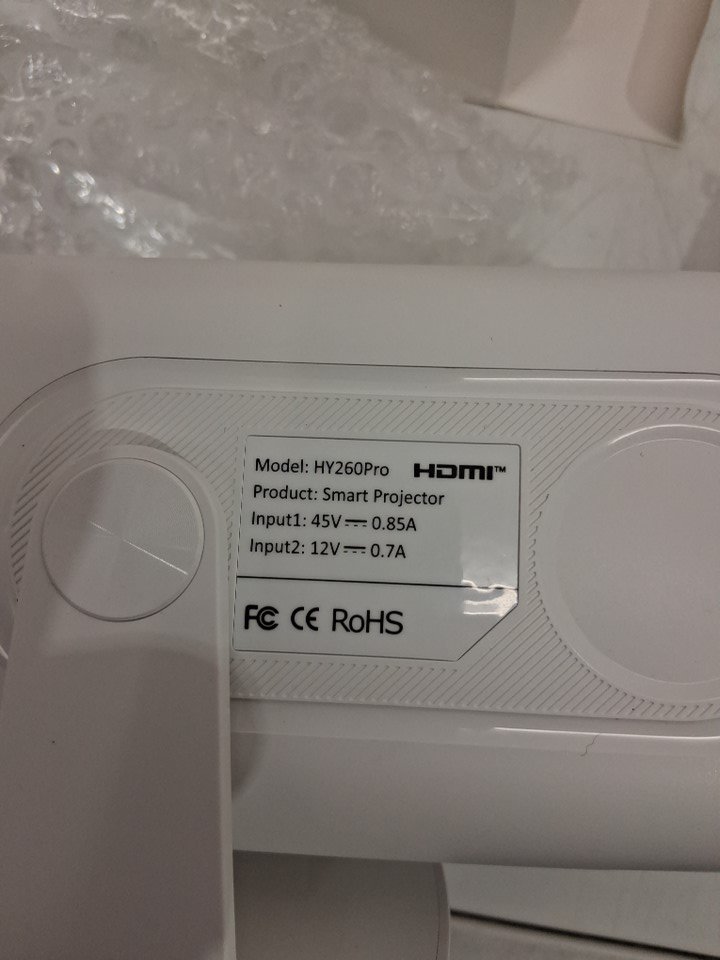 Model: HY260Pro HDMI™
Product: Smart Projector
Input1: 45V⎓0.85A
Input2: 12V⎓0.7A
FC CE RoHS